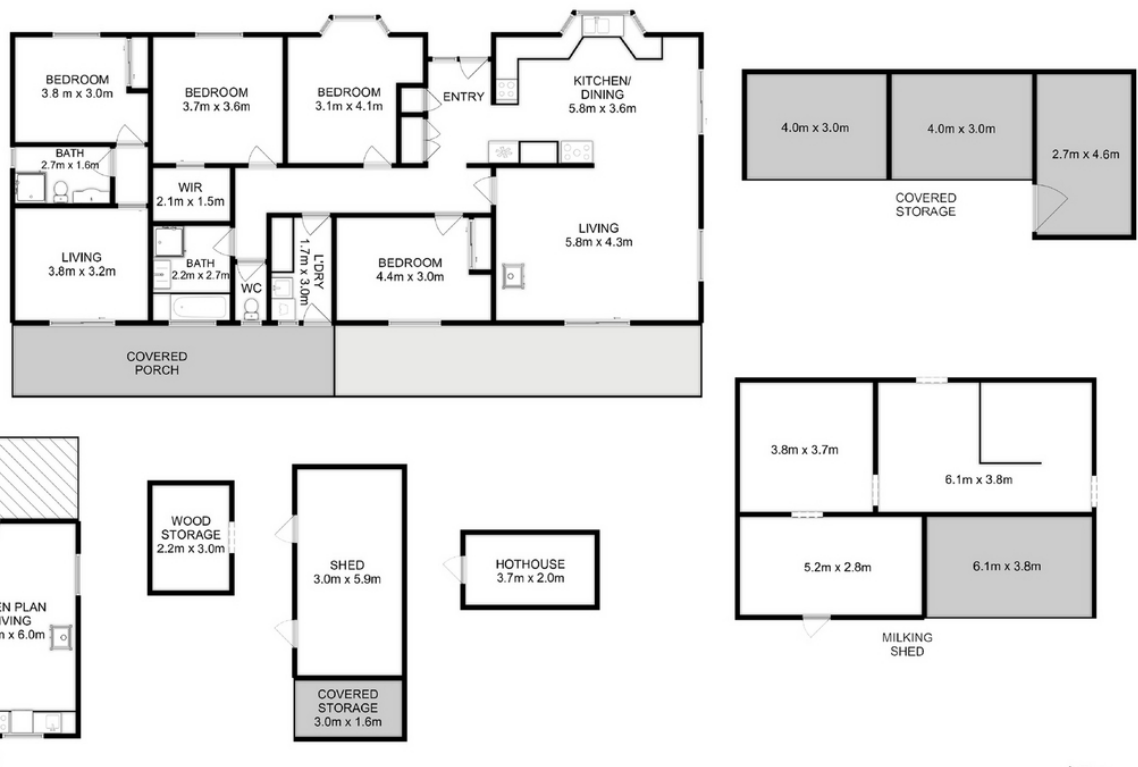 BEDROOM
3.8 m x 3.0m
BEDROOM
3.7m x 3.6m
BEDROOM
3.1m x 4.1m
ENTRY
KITCHEN/
DINING
5.8m x 3.6m
BATH
2.7m x 1.6m
WIR
2.1m x 1.5m
LIVING
3.8m x 3.2m
BATH
2.2m x 2.7m
WC
L'DRY
1.7m x 3.0m
BEDROOM
4.4m x 3.0m
LIVING
5.8m x 4.3m
COVERED
PORCH
4.0m x 3.0m
4.0m x 3.0m
2.7m x 4.6m
COVERED
STORAGE
EN PLAN
IVING
m x 6.0m
WOOD
STORAGE
2.2m x 3.0m
SHED
3.0m x 5.9m
COVERED
STORAGE
3.0m x 1.6m
HOTHOUSE
3.7m x 2.0m
3.8m x 3.7m
6.1m x 3.8m
5.2m x 2.8m
6.1m x 3.8m
MILKING
SHED